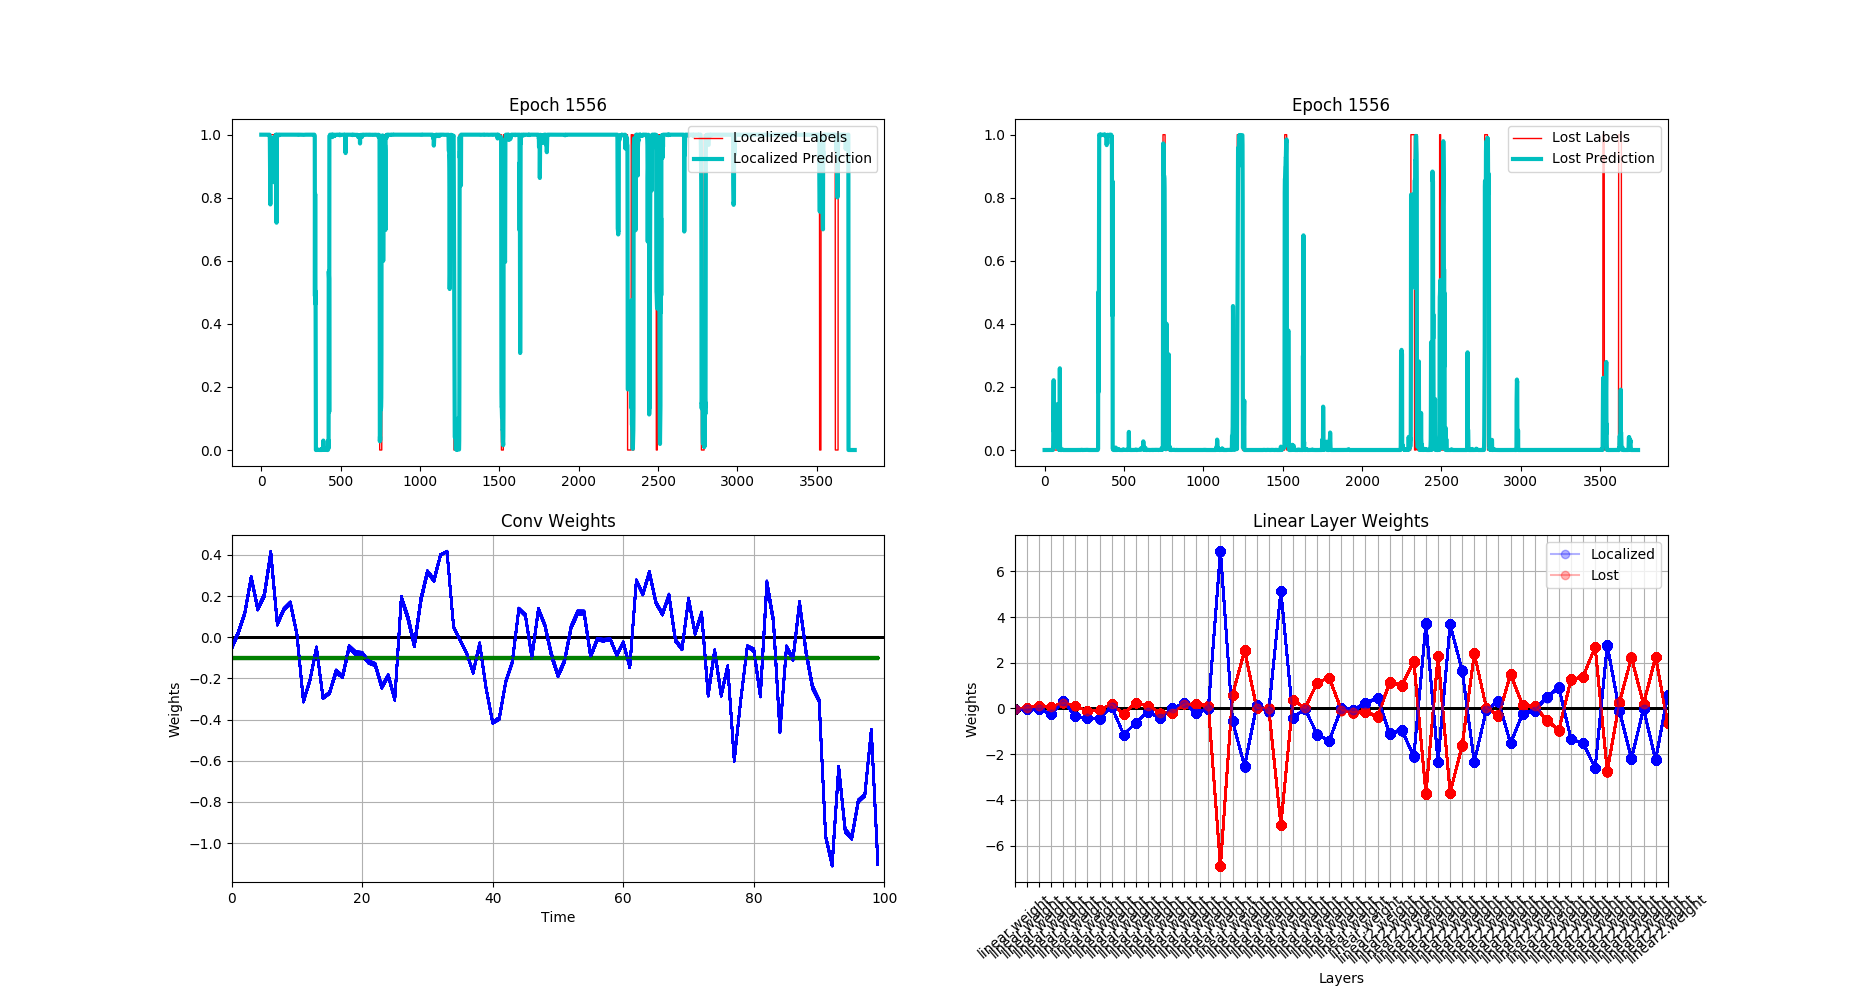 Epoch 1556
1.0
0.8
0.6
0.4
0.2
0.0
Localized Labels
Localized Prediction
0 500 1000 1500 2000 2500 3000 3500
Epoch 1556
1.0
0.8
0.6
0.4
0.2
0.0
Lost Labels
Lost Prediction
0 500 1000 1500 2000 2500 3000 3500
Conv Weights
Weights
0.4
0.2
0.0
−0.2
−0.4
−0.6
−0.8
−1.0
0 20 40 60 80 100
Time
Linear Layer Weights
Weights
6
4
2
0
−2
−4
−6
Localized
Lost
linear.weight
linear2.weight
Layers